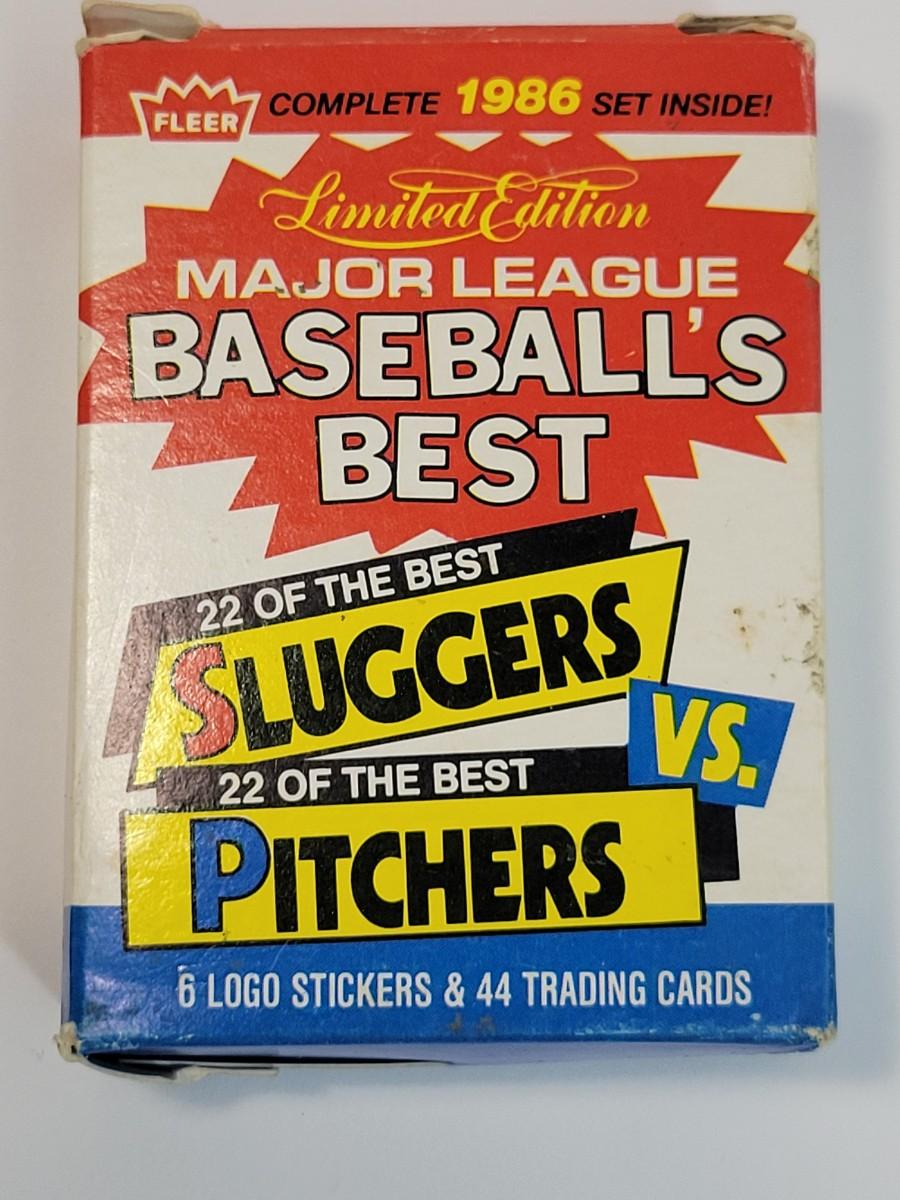 FLEER COMPLETE 1986 SET INSIDE!
Limited Edition
MAJOR LEAGUE
BASEBALL'S
BEST
22 OF THE BEST
SLUGGERS
VS.
22 OF THE BEST
PITCHERS
6 LOGO STICKERS & 44 TRADING CARDS